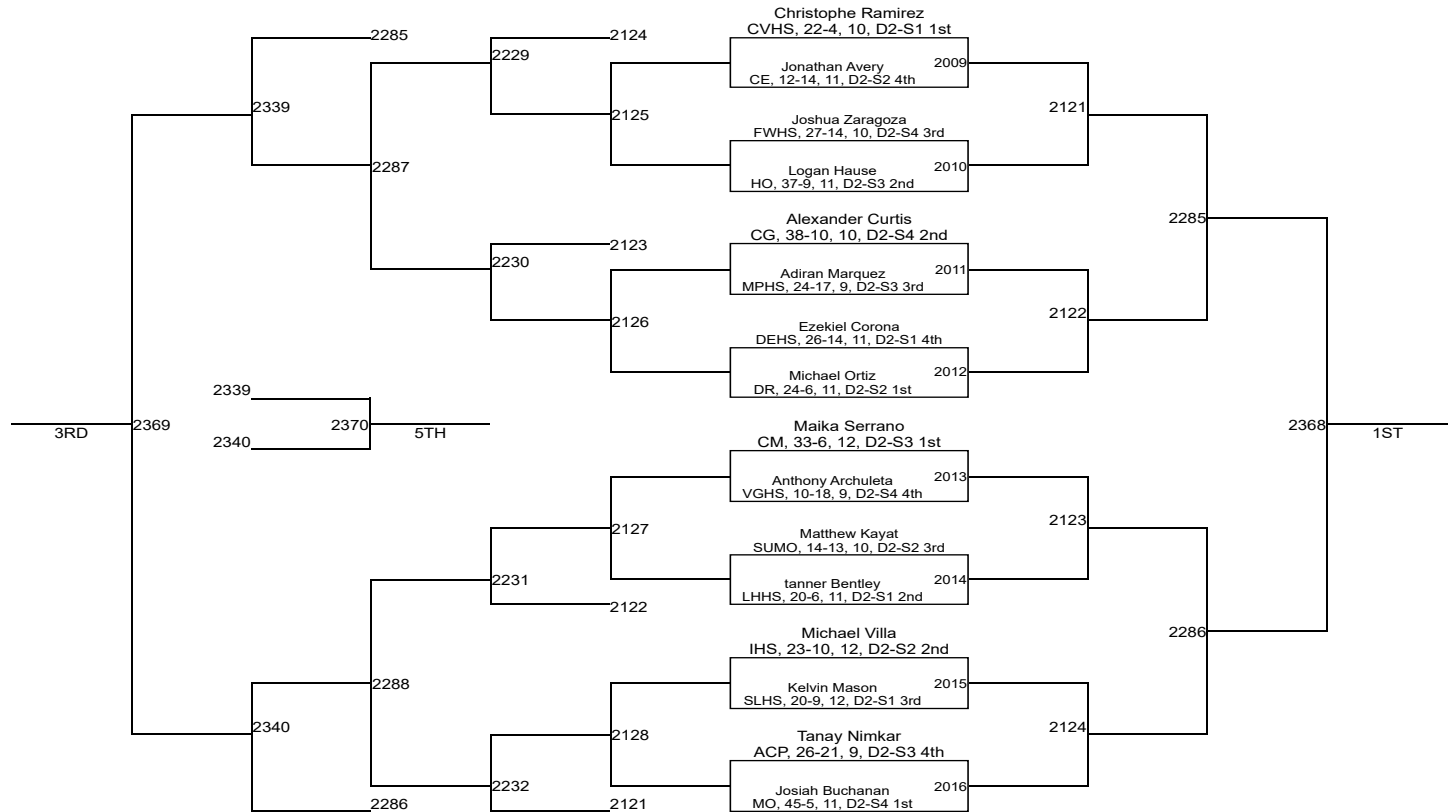 Christophe Ramirez
CVHS, 22-4, 10, D2-S1 1st
2285
2124
2229
Jonathan Avery
2009
CE, 12-14, 11, D2-S2 4th
2339
2125
2121
Joshua Zaragoza
FWHS, 27-14, 10, D2-S4 3rd
2287
Logan Hause
2010
HO, 37-9, 11, D2-S3 2nd
Alexander Curtis
2285
CG, 38-10, 10, D2-S4 2nd
2123
2230
Adiran Marquez
2011
MPHS, 24-17, 9, D2-S3 3rd
2126
2122
Ezekiel Corona
DEHS, 26-14, 11, D2-S1 4th
Michael Ortiz
2012
DR, 24-6, 11, D2-S2 1st
2339
2369
2370
2368
3RD
5TH
1ST
2340
Maika Serrano
CM, 33-6, 12, D2-S3 1st
Anthony Archuleta
2013
VGHS, 10-18, 9, D2-S4 4th
2127
2123
Matthew Kayat
SUMO, 14-13, 10, D2-S2 3rd
2231
tanner Bentley
2014
LHHS, 20-6, 11, D2-S1 2nd
2122
Michael Villa
2286
IHS, 23-10, 12, D2-S2 2nd
2288
Kelvin Mason
2015
SLHS, 20-9, 12, D2-S1 3rd
2340
2128
2124
Tanay Nimkar
ACP, 26-21, 9, D2-S3 4th
2232
Josiah Buchanan
2016
2286
2121
MO, 45-5, 11, D2-S4 1st